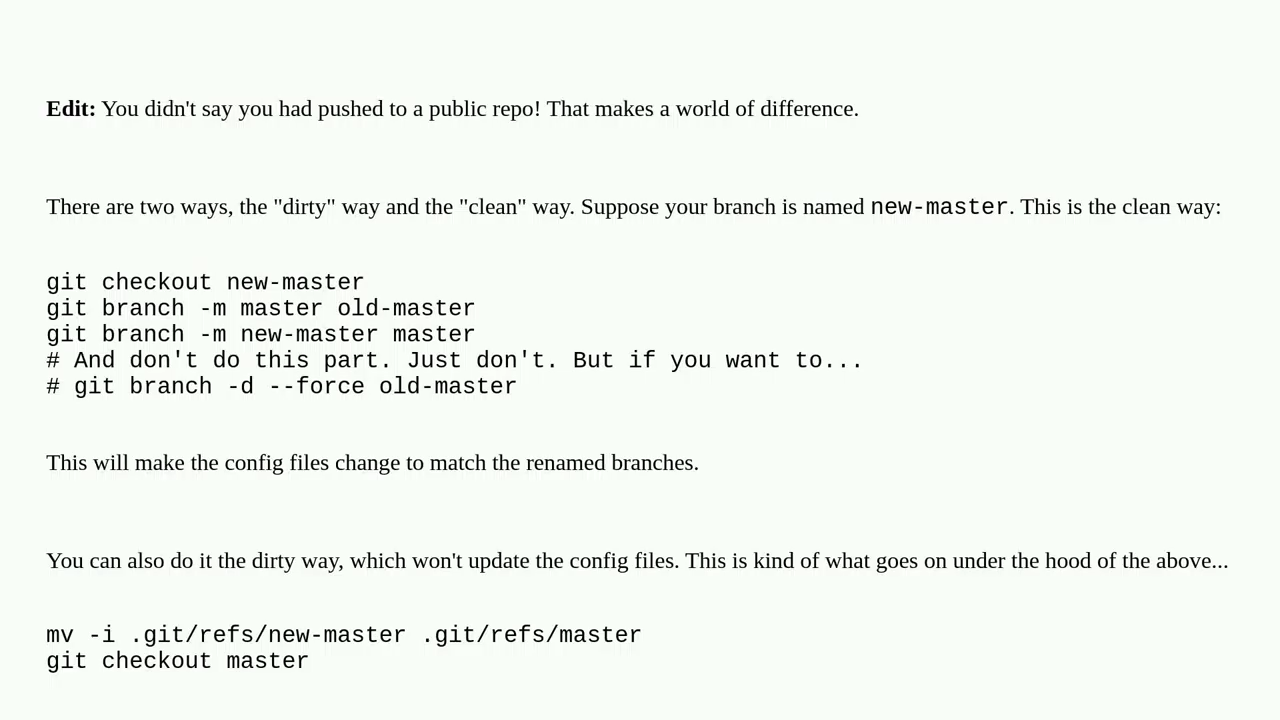 Edit: You didn't say you had pushed to a public repo! That makes a world of difference.
There are two ways, the "dirty" way and the "clean" way. Suppose your branch is named new-master. This is the clean way:
git checkout new-master
git branch -m master old-master
git branch -m new-master master
# And don't do this part. Just don't. But if you want to...
# git branch -d --force old-master
This will make the config files change to match the renamed branches.
You can also do it the dirty way, which won't update the config files. This is kind of what goes on under the hood of the above...
mv -i .git/refs/new-master .git/refs/master
git checkout master